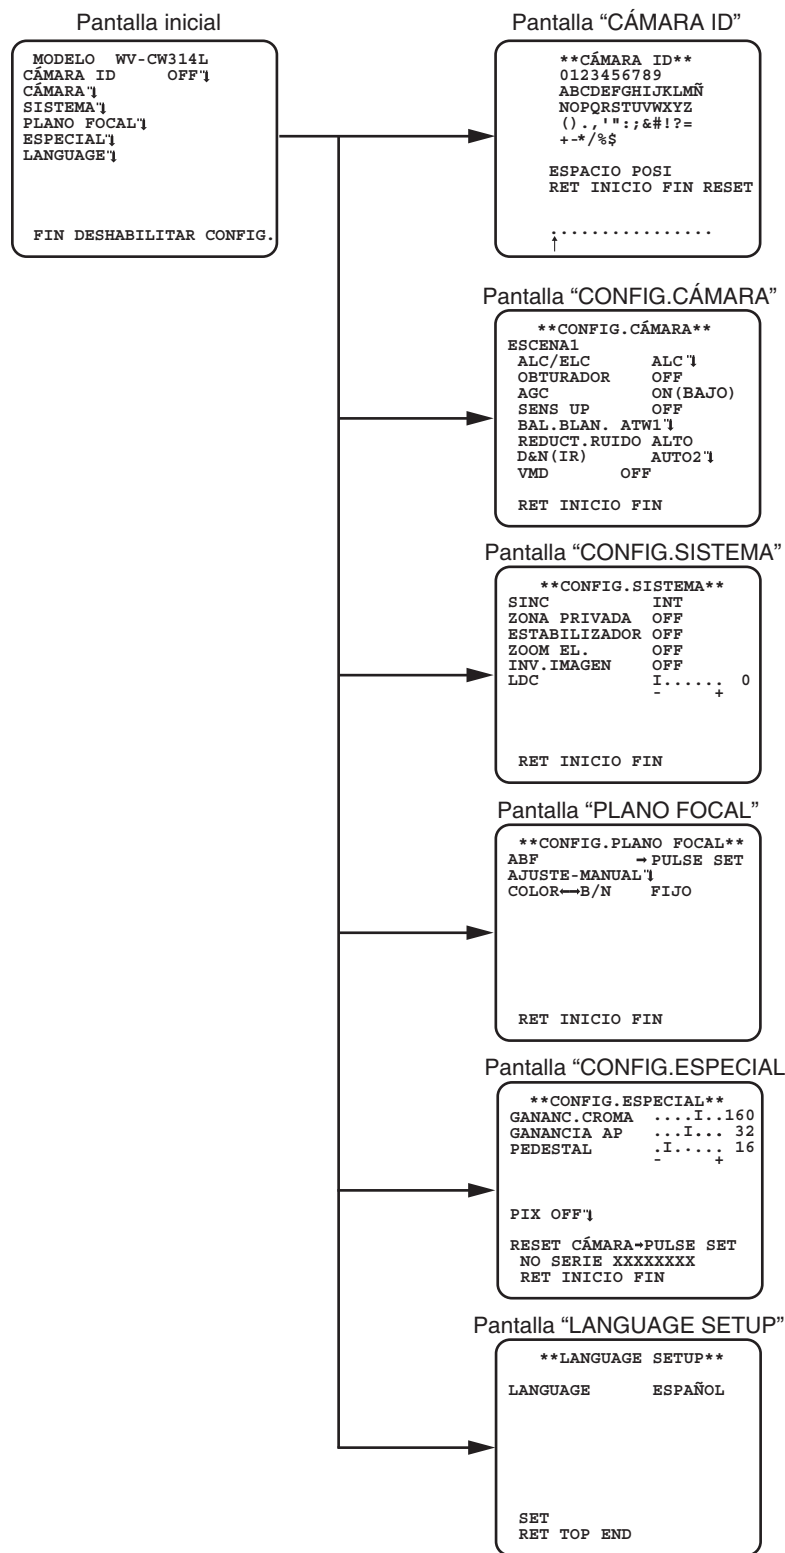 Pantalla inicial
MODELO WV-CW314L
CÁMARA ID OFF
CÁMARA
SISTEMA
PLANO FOCAL
ESPECIAL
LANGUAGE
FIN DESHABILITAR CONFIG.
Pantalla “CÁMARA ID”
**CÁMARA ID**
0123456789
ABCDEFGHIJKLMÑ
NOPQRSTUVWXYZ
().,'":;&#!?=
+-*/%$
ESPACIO POSI
RET INICIO FIN RESET
.................
↑
Pantalla “CONFIG.CÁMARA”
**CONFIG.CÁMARA**
ESCENA1
ALC/ELC ALC
OBTURADOR OFF
AGC ON(BAJO)
SENS UP OFF
BAL.BLAN. ATW1
REDUCT.RUIDO ALTO
D&N(IR) AUTO2
VMD OFF
RET INICIO FIN
Pantalla “CONFIG.SISTEMA”
**CONFIG.SISTEMA**
SINC INT
ZONA PRIVADA OFF
ESTABILIZADOR OFF
ZOOM EL. OFF
INV.IMAGEN OFF
LDC I...... 0
- +
RET INICIO FIN
Pantalla “PLANO FOCAL”
**CONFIG.PLANO FOCAL**
ABF →PULSE SET
AJUSTE-MANUAL
COLOR←→B/N FIJO
RET INICIO FIN
Pantalla “CONFIG.ESPECIAL
**CONFIG.ESPECIAL**
GANANC.CROMA ....I..160
GANANCIA AP ...I... 32
PEDESTAL .I..... 16
- +
PIX OFF
RESET CÁMARA→PULSE SET
NO SERIE XXXXXXXX
RET INICIO FIN
Pantalla “LANGUAGE SETUP”
**LANGUAGE SETUP**
LANGUAGE ESPAÑOL
SET
RET TOP END